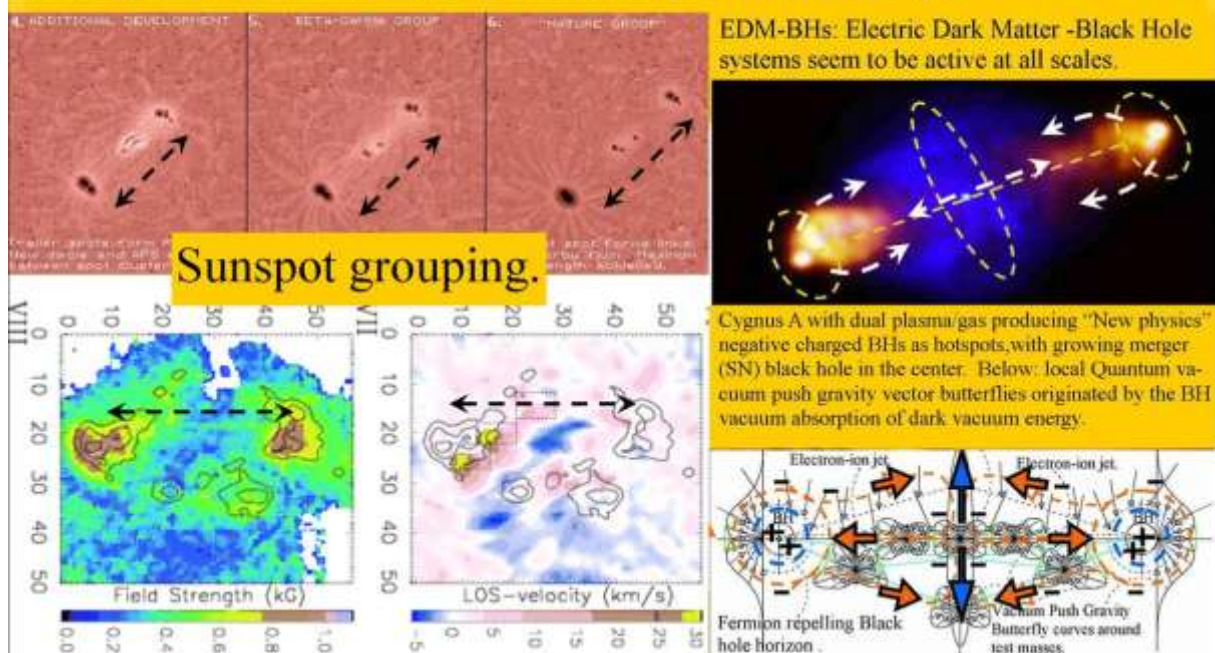 4. ADDITIONAL DEVELOPMENT
5. BETA-GAMMA GROUP
6. "MATURE GROUP"
Sunspot grouping.
EDM-BHs: Electric Dark Matter -Black Hole
systems seem to be active at all scales.
Cygnus A with dual plasma/gas producing “New physics”
negative charged BHs as hotspots,with growing merger
(SN) black hole in the center. Below: local Quantum va-
cuum push gravity vector butterflies originated by the BH
vacuum absorption of dark vacuum energy.
VIII
0 10 20 30 40 50
0
10
20
30
40
50
Field Strength (kG)
0.0 0.2 0.4 0.6 0.8 1.0
VII
0 10 20 30 40 50
0
10
20
30
40
50
LOS-velocity (km/s)
-5 0 5 10 15 20 25 30
Electron-ion jet.
Electron-ion jet.
BH
BH
Fermion repelling Black
hole horizon .
Vacuum Push Gravity
Butterfly curves around
test masses.